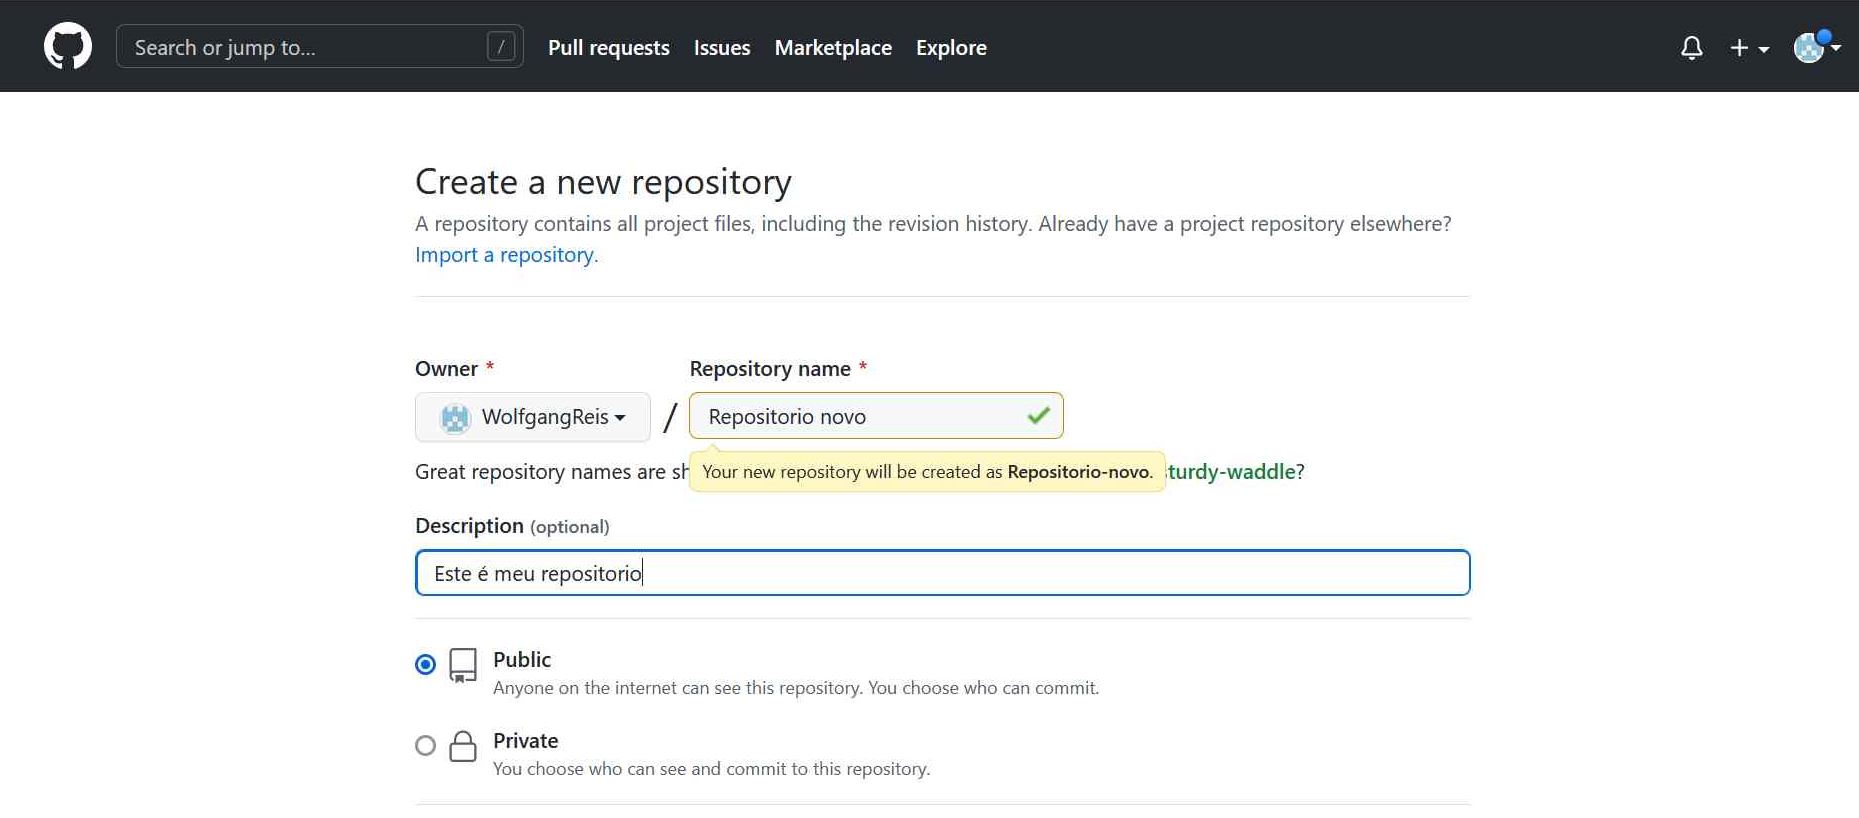 Search or jump to...
/
Pull requests Issues Marketplace Explore
Create a new repository
A repository contains all project files, including the revision history. Already have a project repository elsewhere?
Import a repository.
Owner * Repository name *
WolfgangReis / Repositorio novo
Great repository names are sh
Your new repository will be created as Repositorio-novo.
turdy-waddle?
Description (optional)
Este é meu repositorio
Public
Anyone on the internet can see this repository. You choose who can commit.
Private
You choose who can see and commit to this repository.